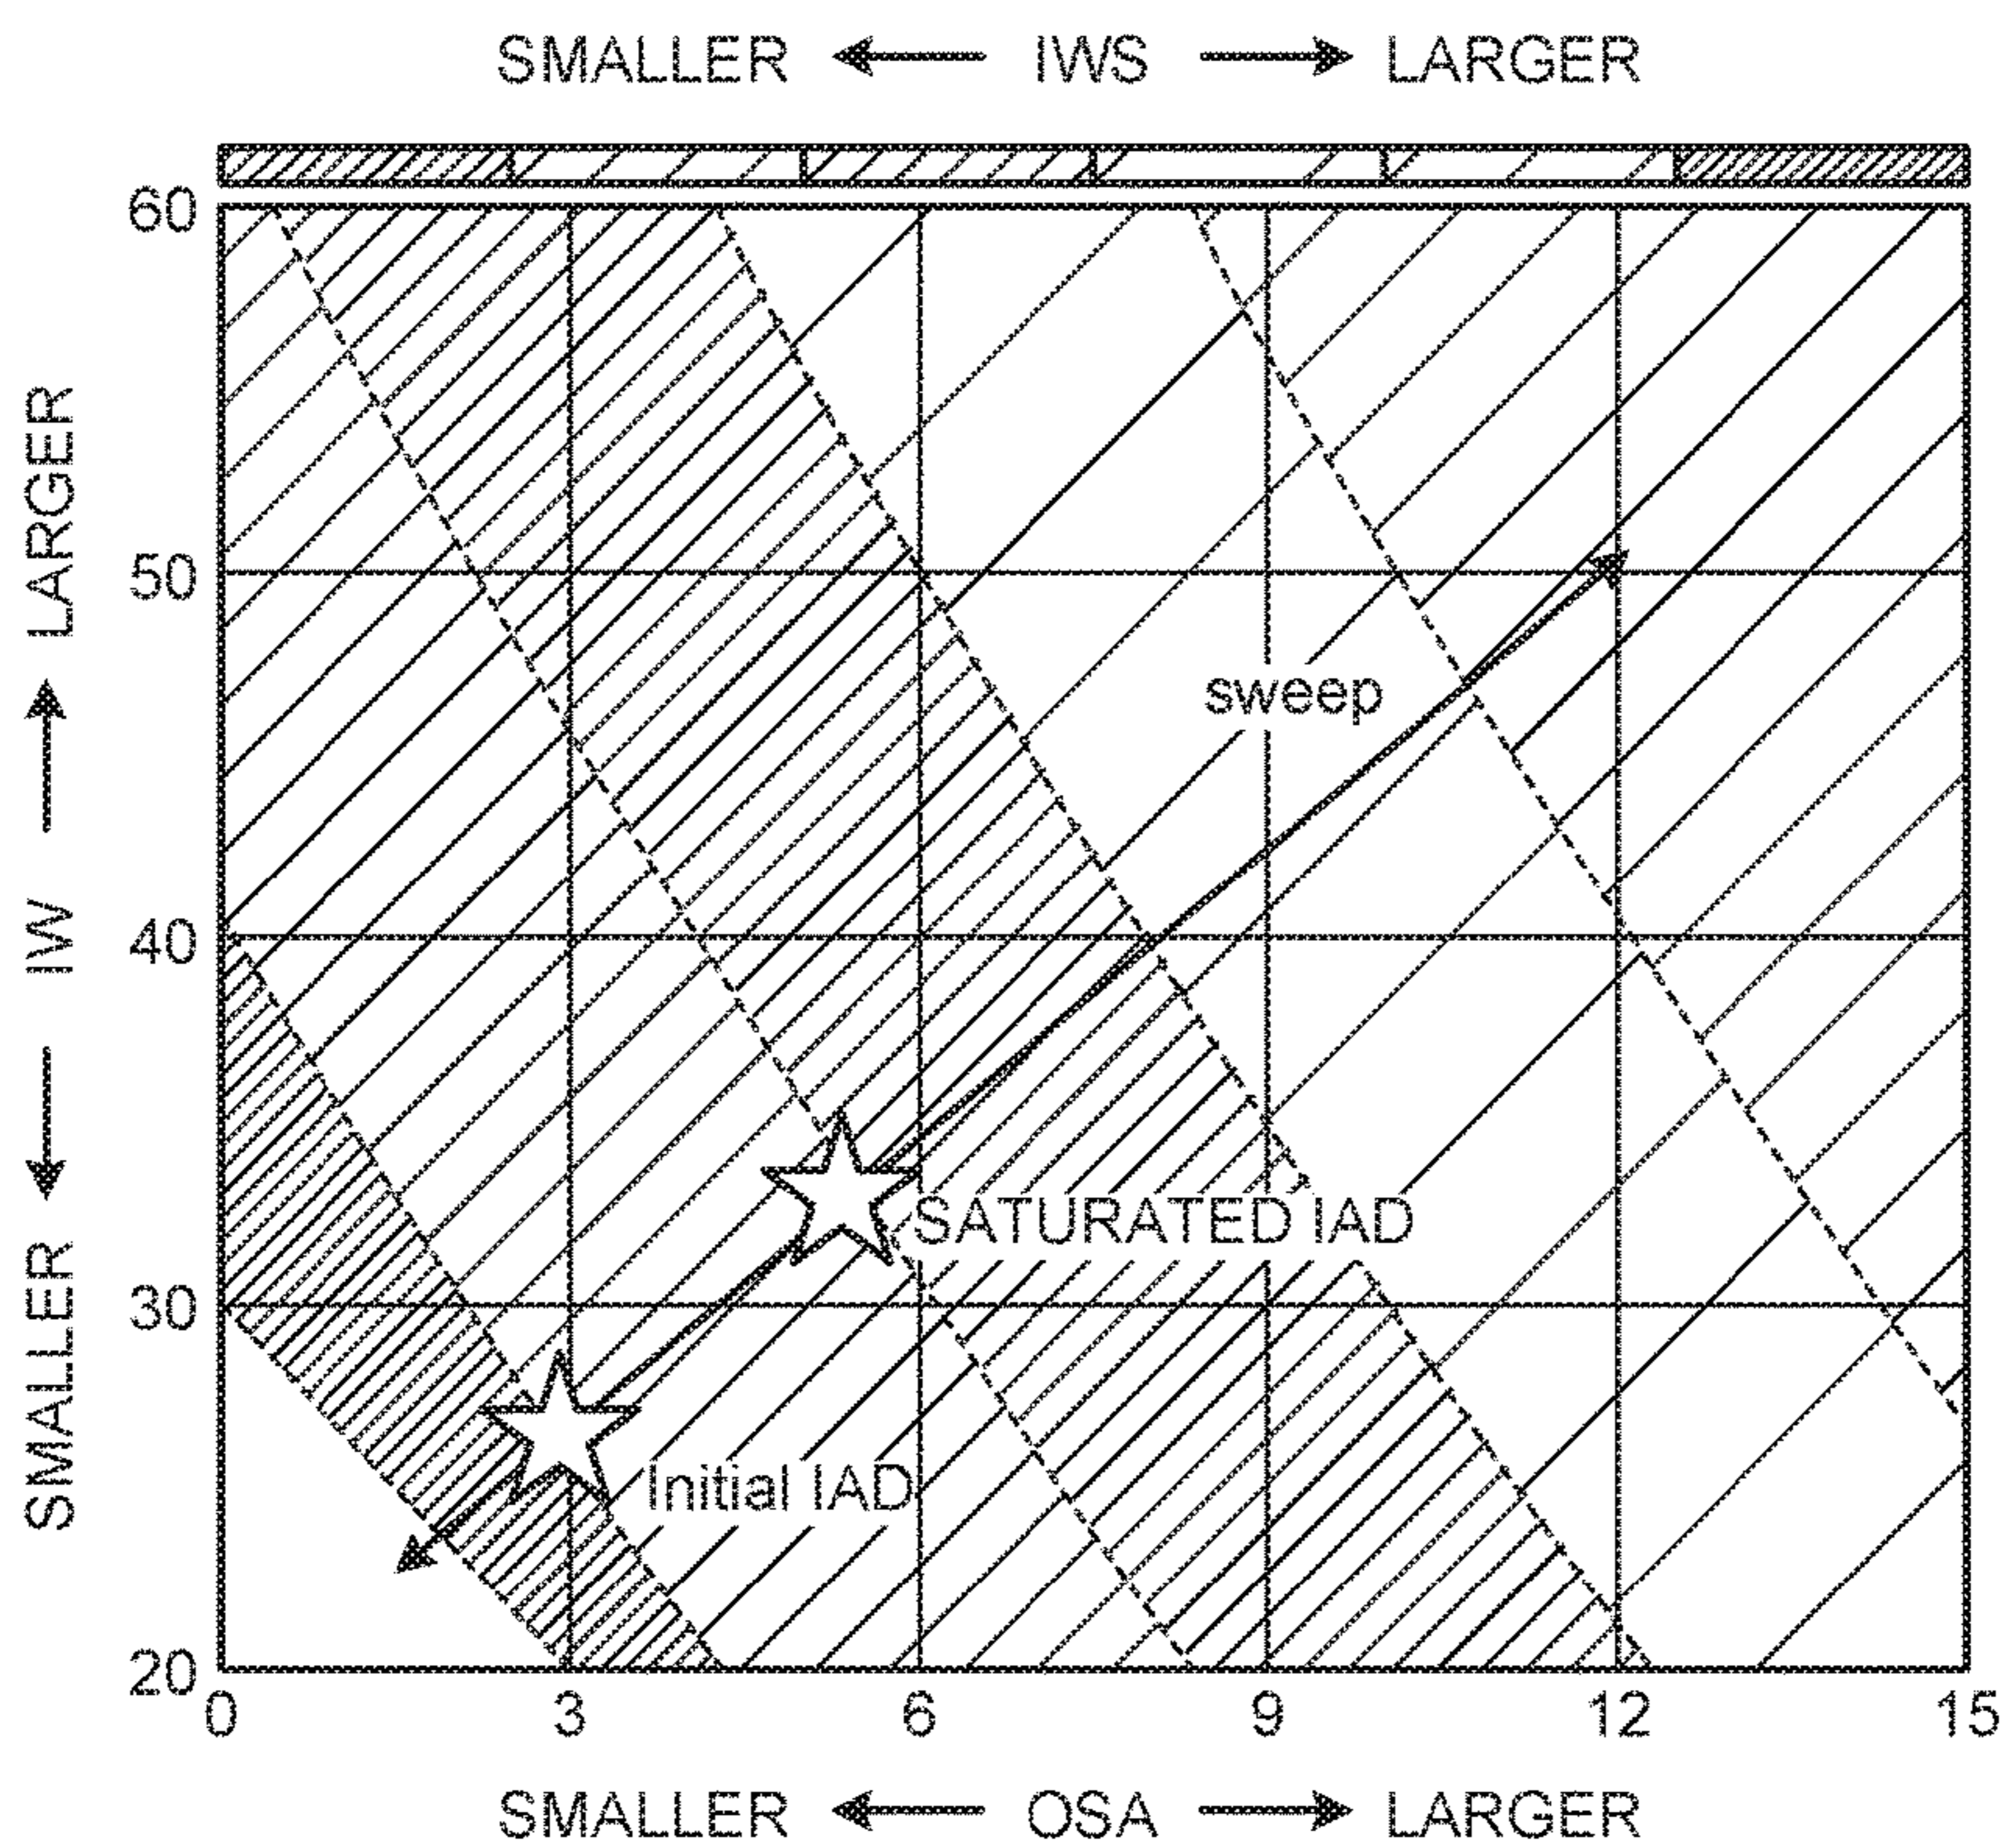 SMALLER IWS LARGER
60
50
40
30
20
SMALLER IW LARGER
sweep
SATURATED IAD
Initial IAD
0 3 6 9 12 15
SMALLER OSA LARGER